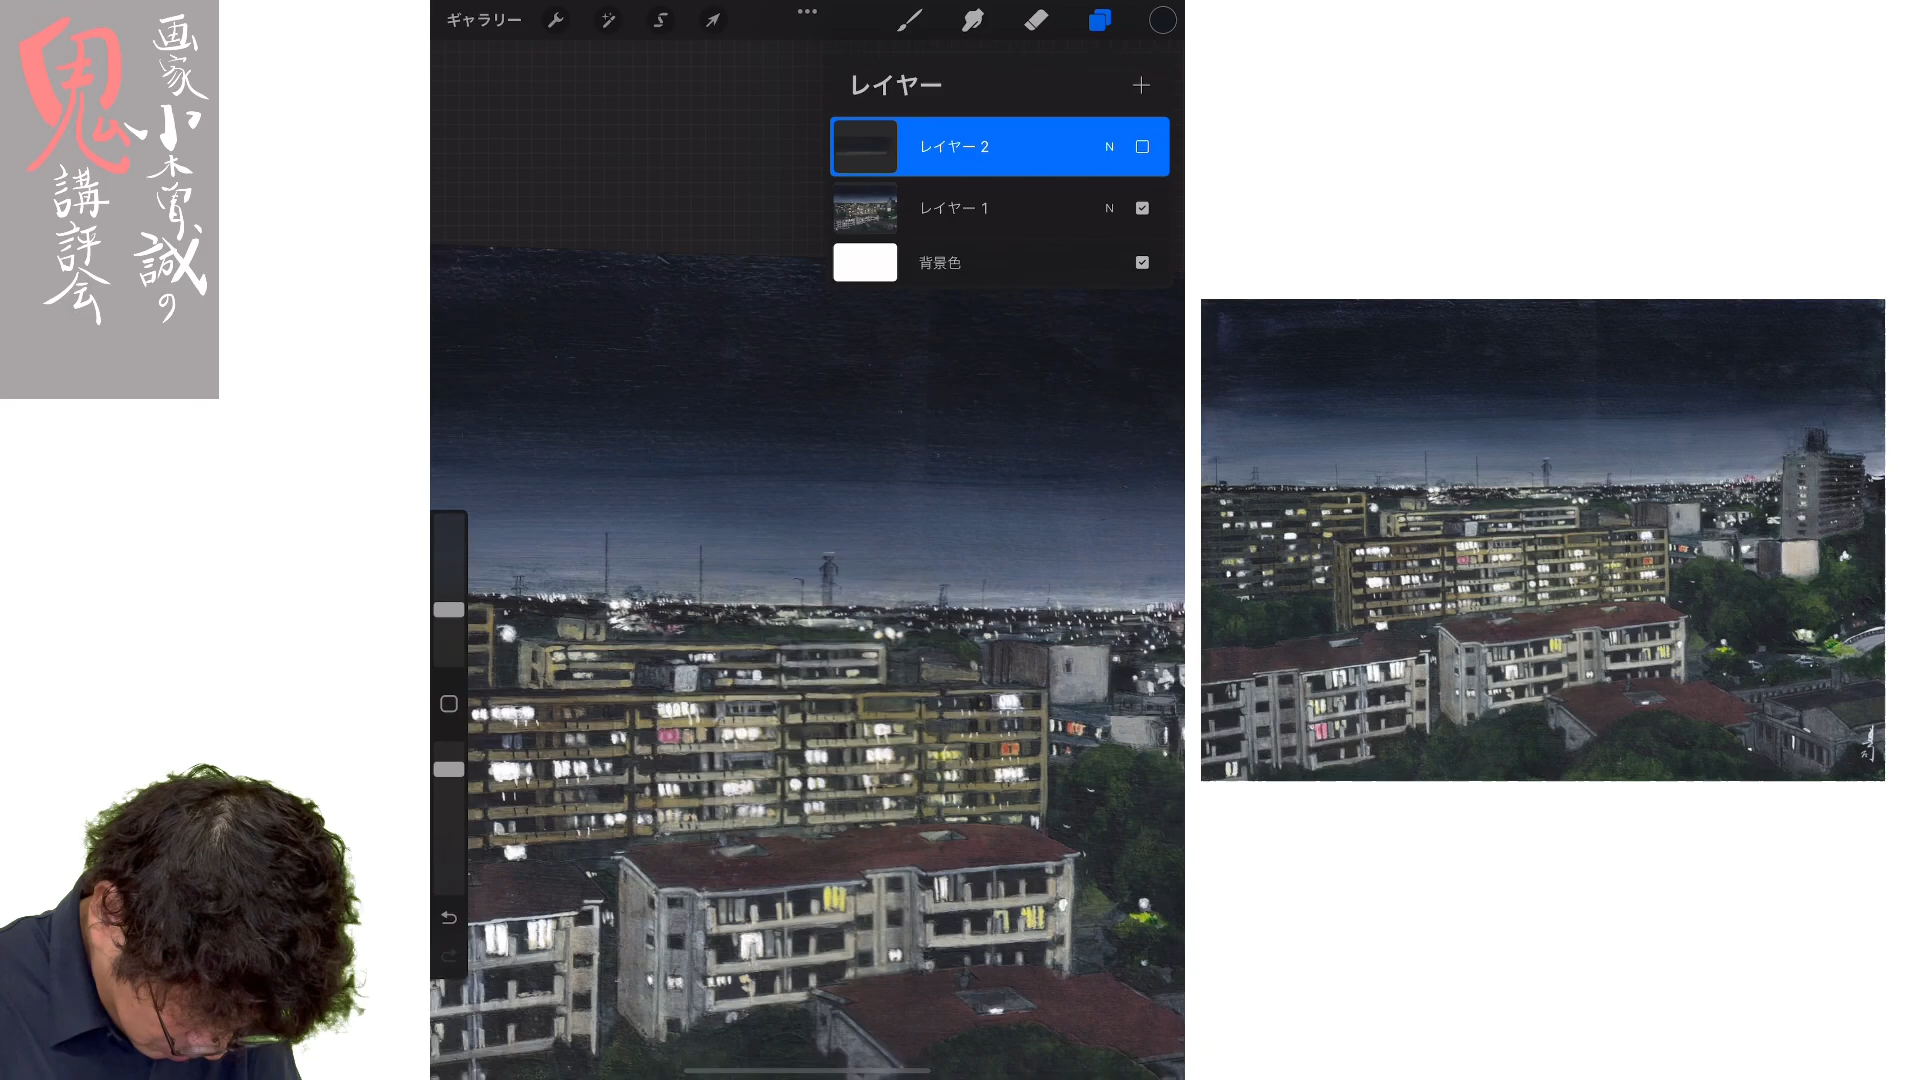 画家小木曽誠の
鬼
講評会
ギャラリー
レイヤー
レイヤー 2
N
レイヤー 1
N
背景色